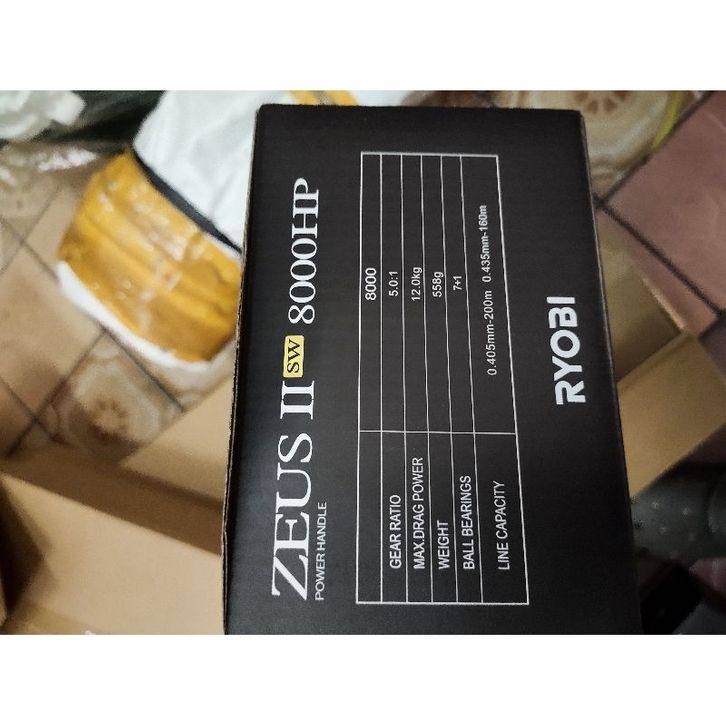 ZEUS II SW 8000HP
POWER HANDLE
8000
GEAR RATIO 5.0:1
MAX.DRAG POWER 12.0kg
WEIGHT 558g
BALL BEARINGS 7+1
LINE CAPACITY 0.405mm-200m 0.435mm-160m
RYOBI